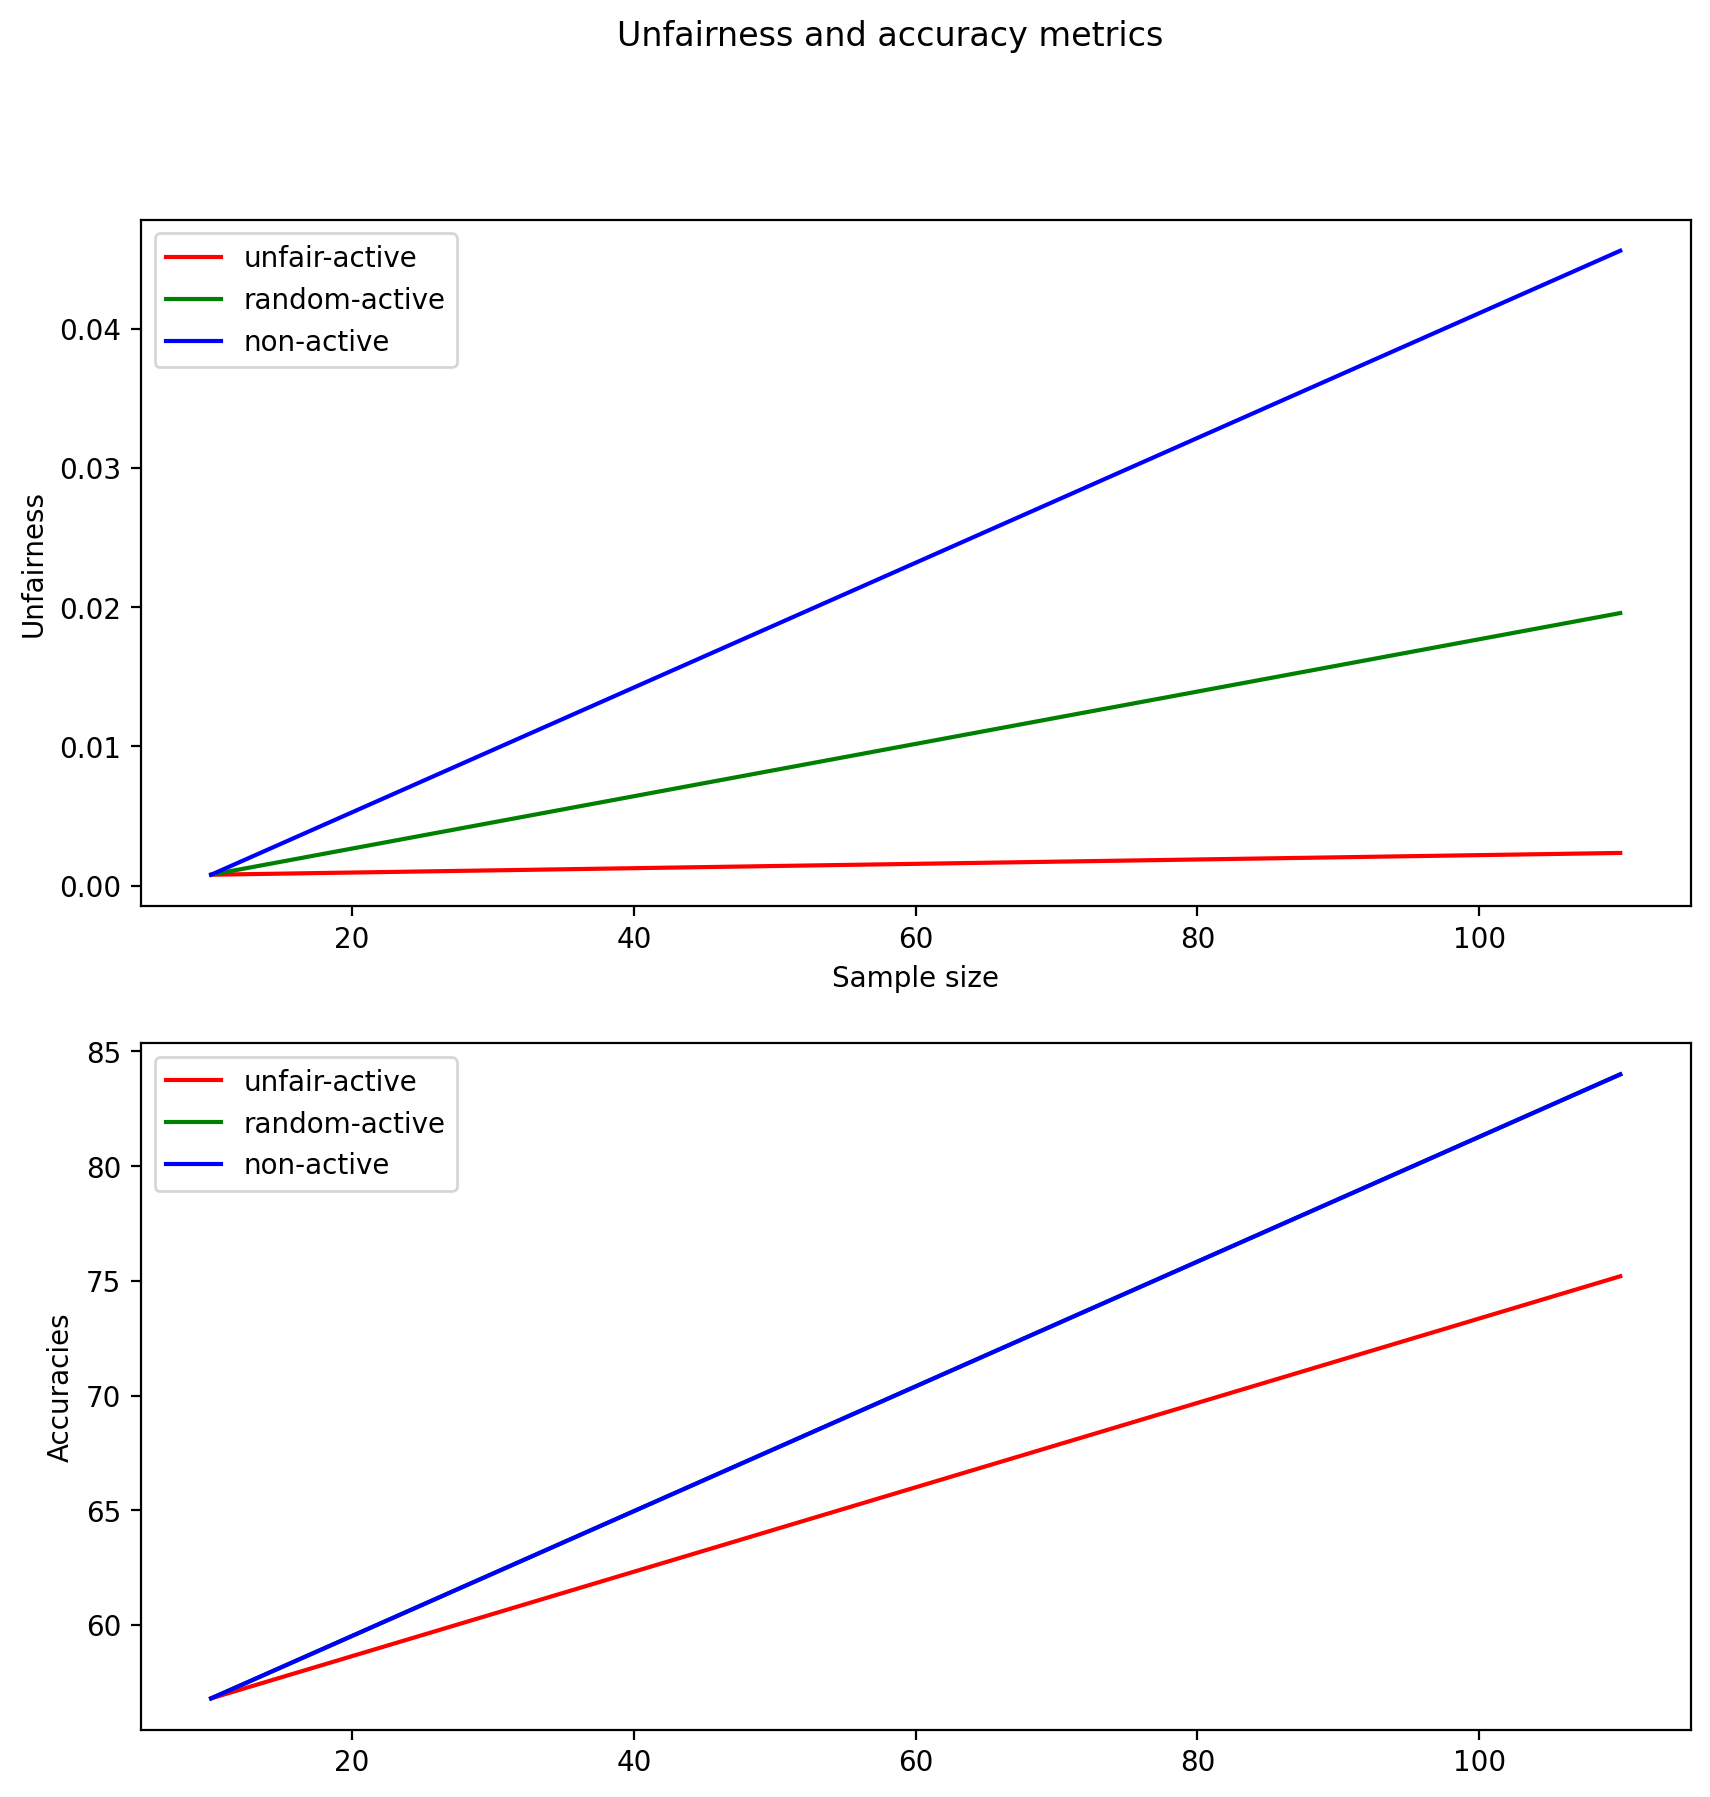 Unfairness and accuracy metrics
unfair-active
random-active
non-active
0.04
0.03
0.02
0.01
0.00
Unfairness
20 40 60 80 100
Sample size
unfair-active
random-active
non-active
85
80
75
70
65
60
Accuracies
20 40 60 80 100